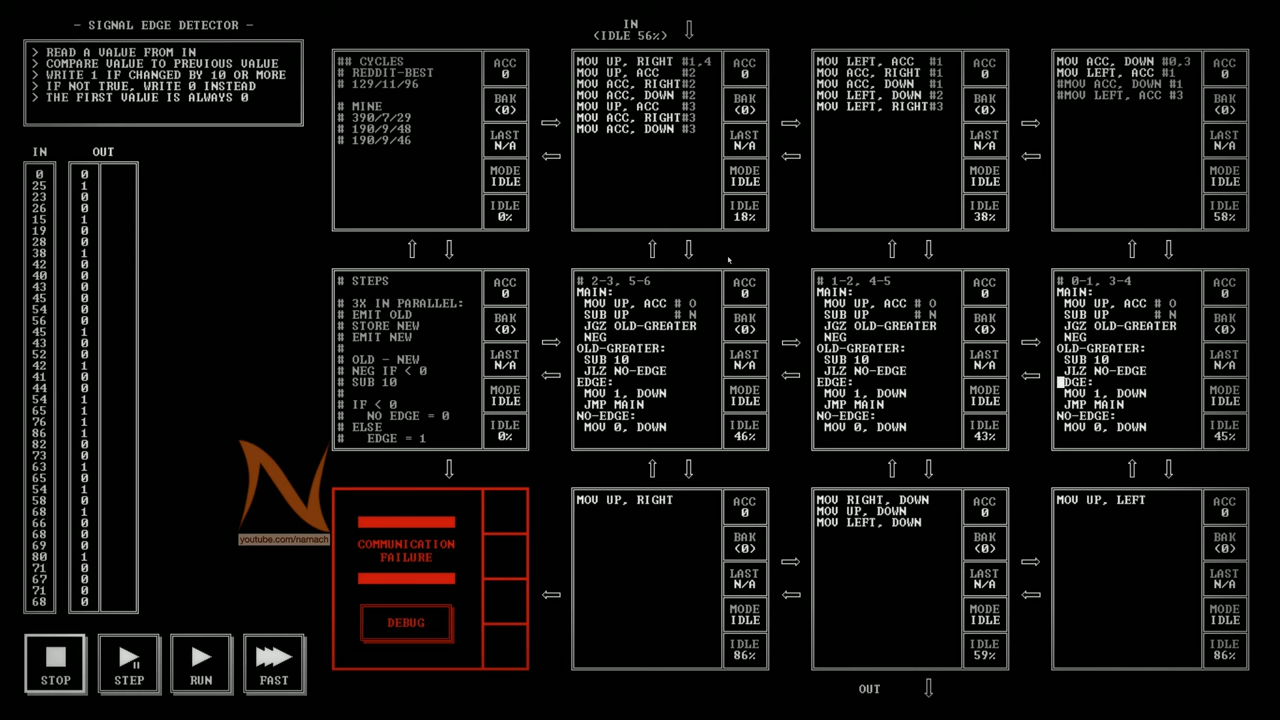 - SIGNAL EDGE DETECTOR -
> READ A VALUE FROM IN
> COMPARE VALUE TO PREVIOUS VALUE
> WRITE 1 IF CHANGED BY 10 OR MORE
> IF NOT TRUE, WRITE 0 INSTEAD
> THE FIRST VALUE IS ALWAYS 0
IN OUT
0 0
25 1
23 0
26 0
15 1
19 0
28 0
38 1
42 0
40 0
43 0
45 0
54 0
56 0
45 1
43 0
52 0
42 1
41 0
44 0
54 1
65 1
76 1
86 1
82 0
73 0
63 1
65 0
54 1
58 0
68 1
66 0
68 0
69 0
80 1
71 0
67 0
71 0
68 0
STOP
STEP
RUN
FAST
IN
(IDLE 56%)
## CYCLES
# REDDIT-BEST
# 129/11/96
# MINE
# 390/7/29
# 190/9/48
# 190/9/46
ACC
0
BAK
(0)
LAST
N/A
MODE
IDLE
IDLE
0%
MOV UP, RIGHT #1,4
MOV UP, ACC #2
MOV ACC, RIGHT#2
MOV ACC, DOWN #2
MOV UP, ACC #3
MOV ACC, RIGHT#3
MOV ACC, DOWN #3
ACC
0
BAK
(0)
LAST
N/A
MODE
IDLE
IDLE
18%
MOV LEFT, ACC #1
MOV ACC, RIGHT #1
MOV ACC, DOWN #1
MOV LEFT, DOWN #2
MOV LEFT, RIGHT#3
ACC
0
BAK
(0)
LAST
N/A
MODE
IDLE
IDLE
38%
MOV ACC, DOWN #0,3
MOV LEFT, ACC #1
#MOV ACC, DOWN #1
#MOV LEFT, ACC #3
ACC
0
BAK
(0)
LAST
N/A
MODE
IDLE
IDLE
58%
# STEPS
# 3X IN PARALLEL:
# EMIT OLD
# STORE NEW
# EMIT NEW
#
# OLD - NEW
# NEG IF < 0
# SUB 10
#
# IF < 0
# NO EDGE = 0
# ELSE
# EDGE = 1
ACC
0
BAK
(0)
LAST
N/A
MODE
IDLE
IDLE
0%
# 2-3, 5-6
MAIN:
MOV UP, ACC # O
SUB UP # N
JGZ OLD-GREATER
NEG
OLD-GREATER:
SUB 10
JLZ NO-EDGE
EDGE:
MOV 1, DOWN
JMP MAIN
NO-EDGE:
MOV 0, DOWN
ACC
0
BAK
(0)
LAST
N/A
MODE
IDLE
IDLE
46%
# 1-2, 4-5
MAIN:
MOV UP, ACC # O
SUB UP # N
JGZ OLD-GREATER
NEG
OLD-GREATER:
SUB 10
JLZ NO-EDGE
EDGE:
MOV 1, DOWN
JMP MAIN
NO-EDGE:
MOV 0, DOWN
ACC
0
BAK
(0)
LAST
N/A
MODE
IDLE
IDLE
43%
# 0-1, 3-4
MAIN:
MOV UP, ACC # O
SUB UP # N
JGZ OLD-GREATER
NEG
OLD-GREATER:
SUB 10
JLZ NO-EDGE
DGE:
MOV 1, DOWN
JMP MAIN
NO-EDGE:
MOV 0, DOWN
ACC
0
BAK
(0)
LAST
N/A
MODE
IDLE
IDLE
45%
youtube.com/namach
COMMUNICATION
FAILURE
DEBUG
MOV UP, RIGHT
ACC
0
BAK
(0)
LAST
N/A
MODE
IDLE
IDLE
86%
MOV RIGHT, DOWN
MOV UP, DOWN
MOV LEFT, DOWN
ACC
0
BAK
(0)
LAST
N/A
MODE
IDLE
IDLE
59%
MOV UP, LEFT
ACC
0
BAK
(0)
LAST
N/A
MODE
IDLE
IDLE
86%
OUT